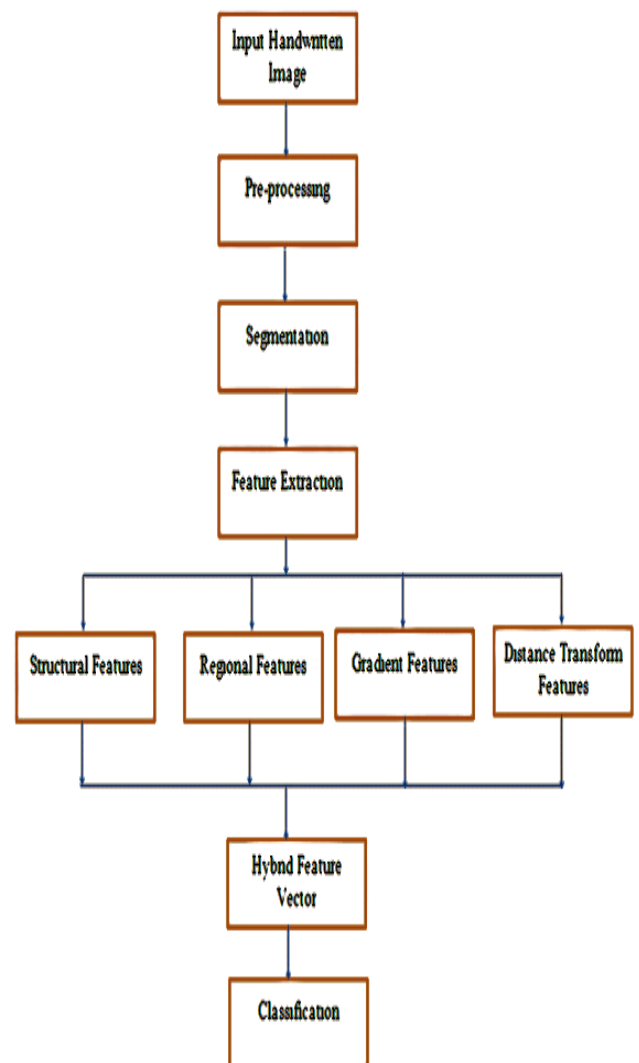 Input Handwritten
Image
Pre-processing
Segmentation
Feature Extraction
Structural Features
Regional Features
Gradient Features
Distance Transform
Features
Hybrid Feature
Vector
Classification